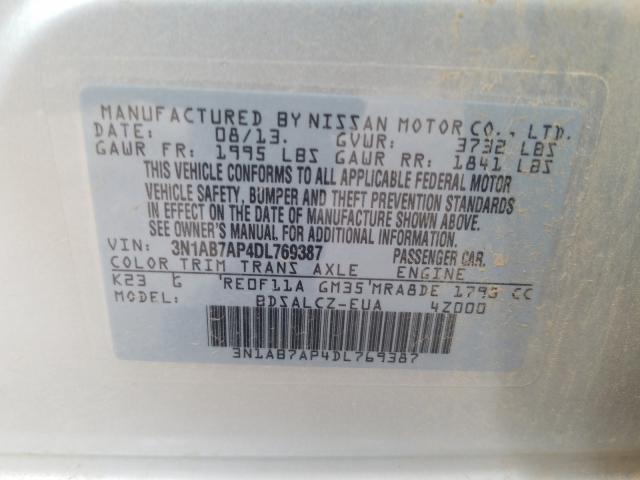 MANUFACTURED BY NISSAN MOTOR CO., LTD.
DATE: 08/13. GVWR: 3732 LBS
GAWR FR: 1995 LBS GAWR RR: 1841 LBS
THIS VEHICLE CONFORMS TO ALL APPLICABLE FEDERAL MOTOR
VEHICLE SAFETY, BUMPER AND THEFT PREVENTION STANDARDS
IN EFFECT ON THE DATE OF MANUFACTURE SHOWN ABOVE.
SEE OWNER'S MANUAL FOR ADDITIONAL INFORMATION.
VIN: 3N1AB7AP4DL769387 PASSENGER CAR.
COLOR TRIM TRANS AXLE ENGINE
K23 G RE0F11A GM35 MRA8DE 1798 CC
MODEL: BDSALCZ-EUA 4Z000
3N1AB7AP4DL769387